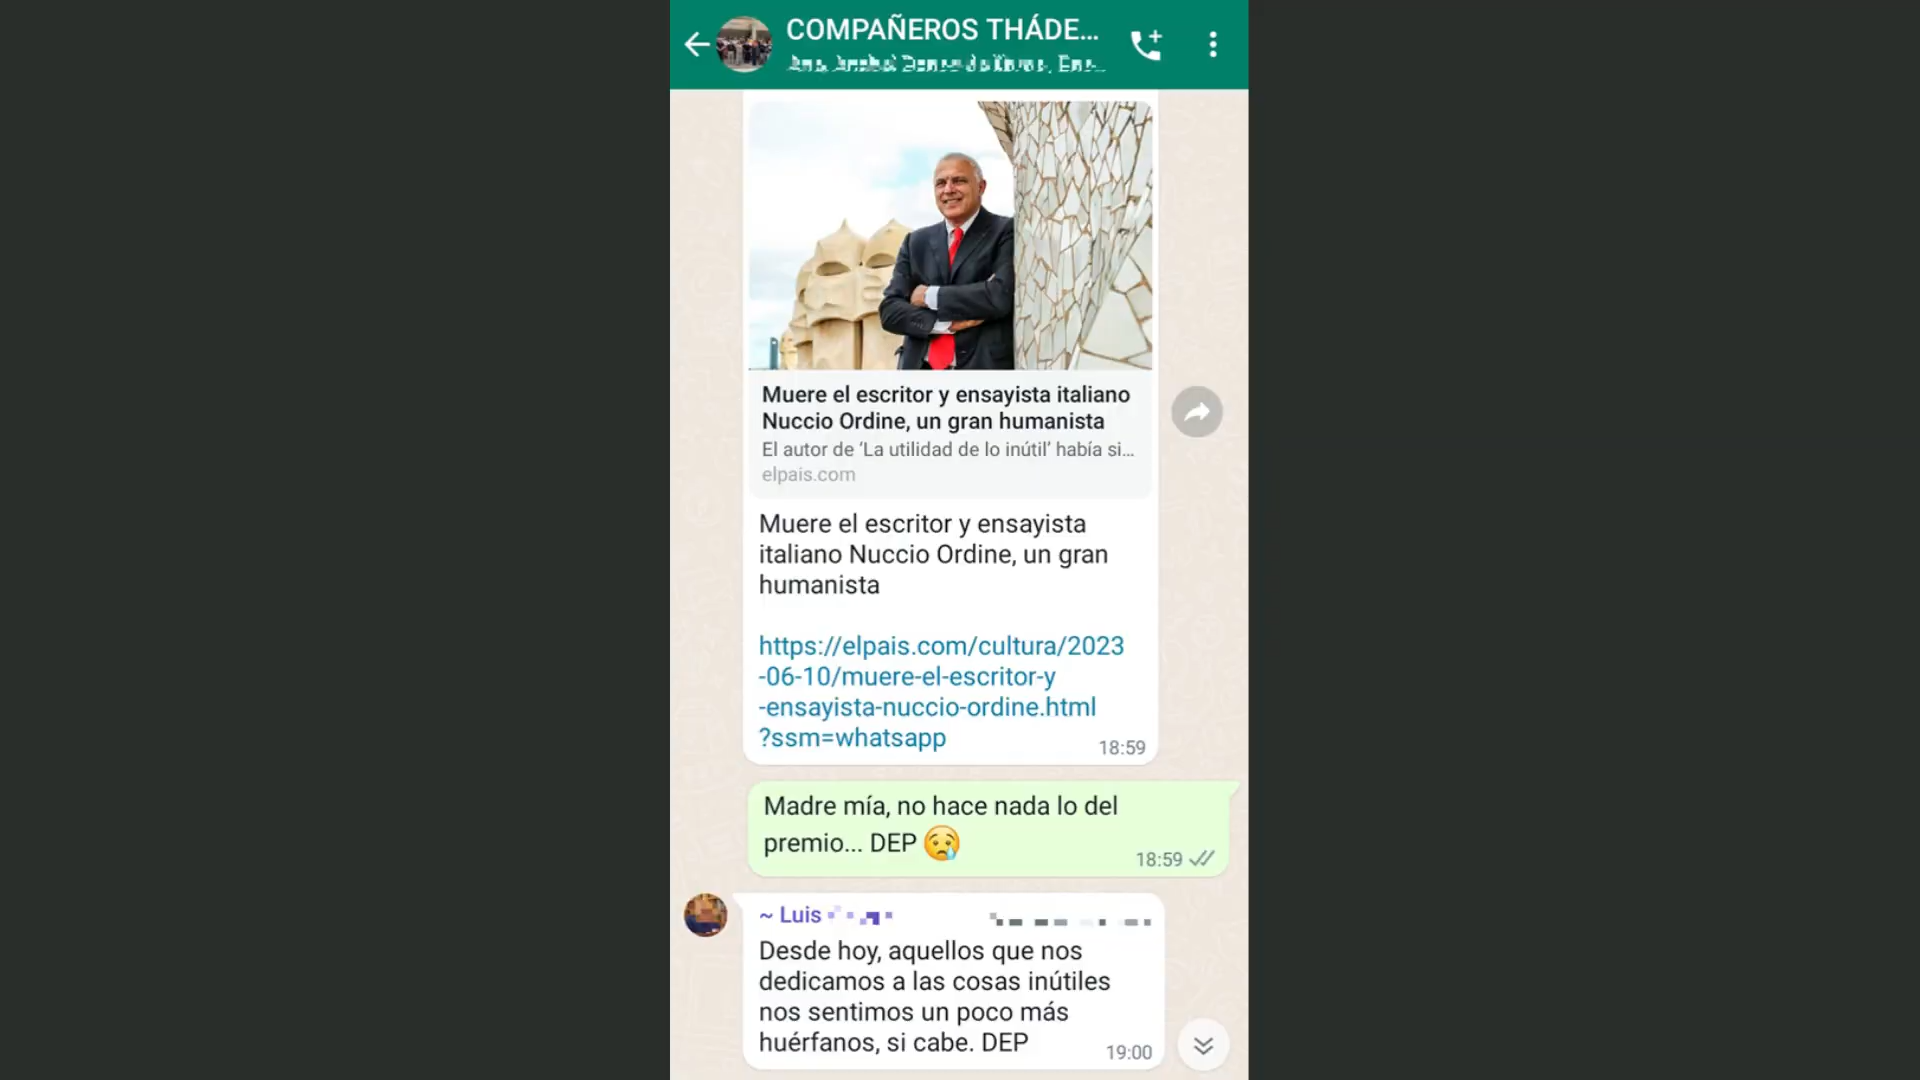 COMPAÑEROS THÁDE...
Muere el escritor y ensayista italiano
Nuccio Ordine, un gran humanista
El autor de ‘La utilidad de lo inútil’ había si...
elpais.com
Muere el escritor y ensayista
italiano Nuccio Ordine, un gran
humanista
https://elpais.com/cultura/2023
-06-10/muere-el-escritor-y
-ensayista-nuccio-ordine.html
?ssm=whatsapp
18:59
Madre mía, no hace nada lo del
premio... DEP 😢
18:59
~ Luis
Desde hoy, aquellos que nos
dedicamos a las cosas inútiles
nos sentimos un poco más
huérfanos, si cabe. DEP
19:00